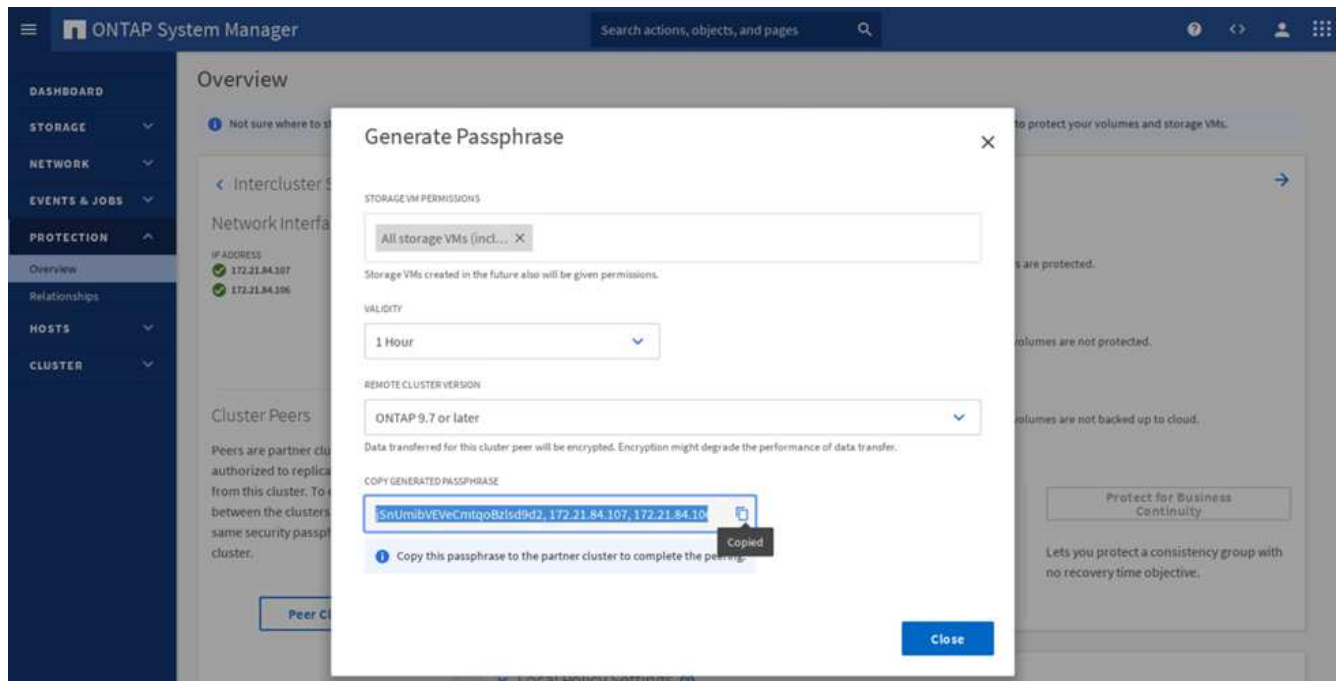 ONTAP System Manager
Search actions, objects, and pages
DASHBOARD
STORAGE
NETWORK
EVENTS & JOBS
PROTECTION
Overview
Relationships
HOSTS
CLUSTER
Overview
Not sure where to
to protect your volumes and storage VMs.
Intercluster
Network
IP ADDRESS
172.21.84.107
172.21.84.106
Cluster Peers
Peers are partner
authorized to
from this cluster. To
between the clusters
same security
cluster.
Peer
Generate Passphrase
STORAGE VM PERMISSIONS
All storage VMs (incl...
Storage VMs created in the future also will be given permissions.
VALIDITY
1 Hour
REMOTE CLUSTER VERSION
ONTAP 9.7 or later
Data transferred for this cluster peer will be encrypted. Encryption might degrade the performance of data transfer.
COPY GENERATED PASSPHRASE
SnUmibVEVeCmtqoBzlsd9d2, 172.21.84.107, 172.21.84.10
Copied
Copy this passphrase to the partner cluster to complete the
Close
are protected.
volumes are not protected.
volumes are not backed up to cloud.
Protect for Business
Continuity
Lets you protect a consistency group with
no recovery time objective.
Local Policy Settings